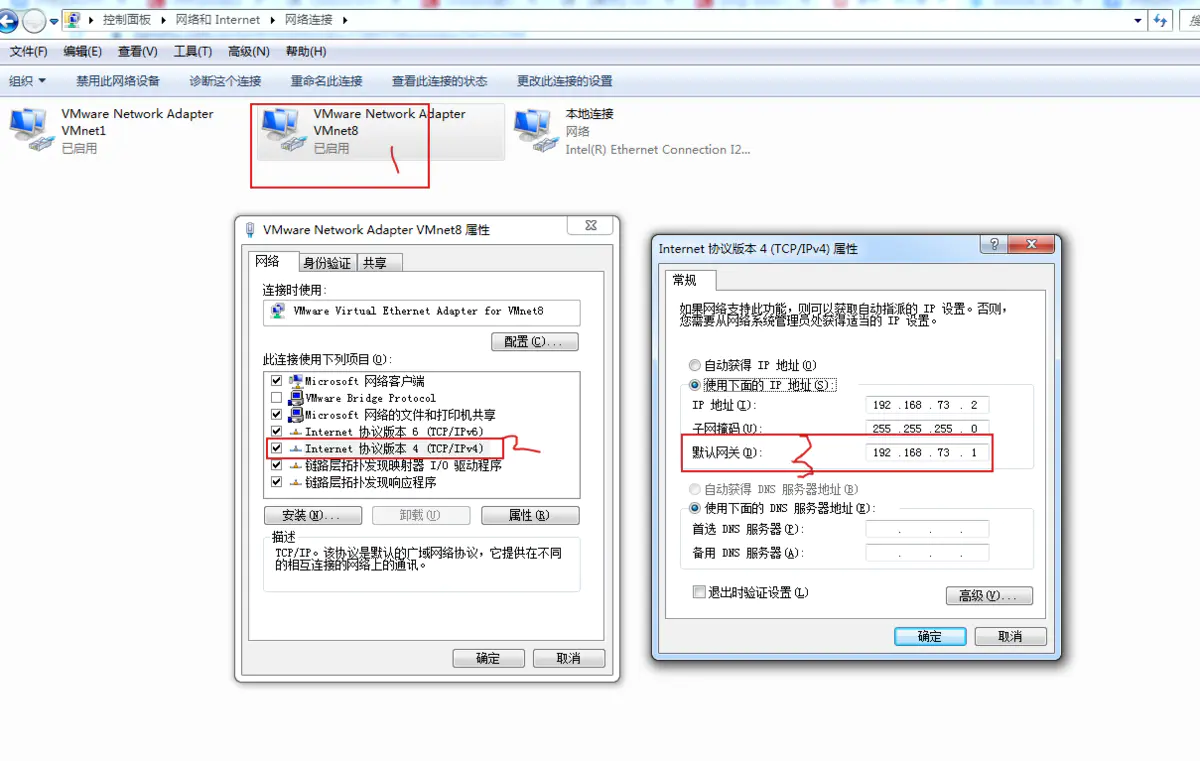 控制面板 ▸ 网络和 Internet ▸ 网络连接 ▸
文件(F) 编辑(E) 查看(V) 工具(T) 高级(N) 帮助(H)
组织 禁用此网络设备 诊断这个连接 重命名此连接 查看此连接的状态 更改此连接的设置
VMware Network Adapter
VMnet1
已启用
VMware Network Adapter
VMnet8
已启用
本地连接
网络
Intel(R) Ethernet Connection I2...
VMware Network Adapter VMnet8 属性
网络 身份验证 共享
连接时使用:
VMware Virtual Ethernet Adapter for VMnet8
配置(C)...
此连接使用下列项目(O):
Microsoft 网络客户端
VMware Bridge Protocol
Microsoft 网络的文件和打印机共享
Internet 协议版本 6 (TCP/IPv6)
Internet 协议版本 4 (TCP/IPv4)
链路层拓扑发现映射器 I/O 驱动程序
链路层拓扑发现响应程序
安装(N)... 卸载(U) 属性(R)
描述
TCP/IP。该协议是默认的广域网络协议，它提供在不同
的相互连接的网络上的通讯。
确定 取消
Internet 协议版本 4 (TCP/IPv4) 属性
常规
如果网络支持此功能，则可以获取自动指派的 IP 设置。否则，
您需要从网络系统管理员处获得适当的 IP 设置。
自动获得 IP 地址(O)
使用下面的 IP 地址(S):
IP 地址(I): 192 .168 . 73 . 2
子网掩码(U): 255 .255 .255 . 0
默认网关(D): 192 .168 . 73 . 1
自动获得 DNS 服务器地址(B)
使用下面的 DNS 服务器地址(E):
首选 DNS 服务器(P): . . .
备用 DNS 服务器(A): . . .
退出时验证设置(L)
高级(V)...
确定 取消
1
2
3